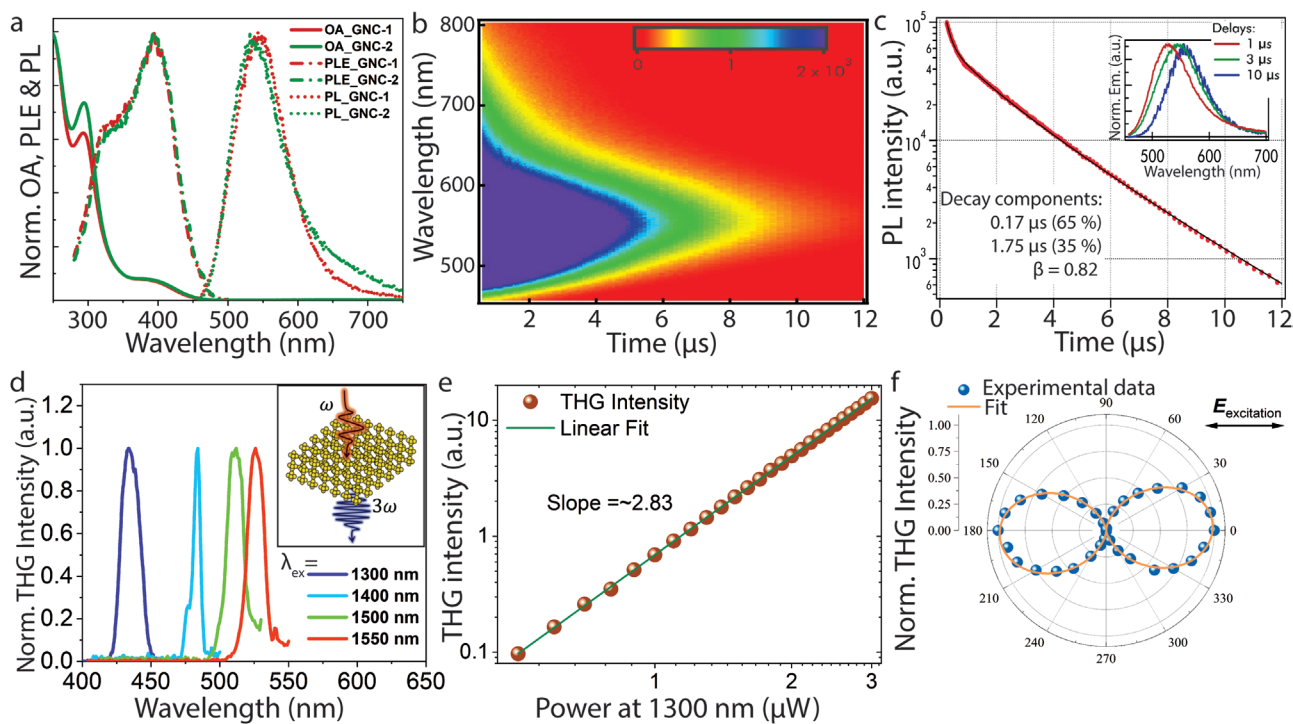 a
Norm. OA, PLE & PL
OA_GNC-1
OA_GNC-2
PLE_GNC-1
PLE_GNC-2
PL_GNC-1
PL_GNC-2
300 400 500 600 700
Wavelength (nm)
b
Wavelength (nm)
800
700
600
500
0 1 2 × 10³
2 4 6 8 10 12
Time (µs)
c
PL intensity (a.u.)
10⁵
6
4
2
10⁴
6
4
2
10³
6
Delays:
1 µs
3 µs
10 µs
Norm. Em. (a.u.)
500 600 700
Wavelength (nm)
Decay components:
0.17 µs (65 %)
1.75 µs (35 %)
β = 0.82
0 2 4 6 8 10 12
Time (µs)
d
Norm. THG Intensity (a.u.)
1.2
1.0
0.8
0.6
0.4
0.2
0.0
ω
3ω
λex=
1300 nm
1400 nm
1500 nm
1550 nm
400 450 500 550 600 650
Wavelength (nm)
e
THG intensity (a.u.)
10
1
0.1
THG Intensity
Linear Fit
Slope =~2.83
1 2 3
Power at 1300 nm (µW)
f
Experimental data
Fit
Eexcitation
Norm. THG Intensity
1.00
0.75
0.50
0.25
0.00
90
120 60
150 30
180 0
210 330
240 300
270